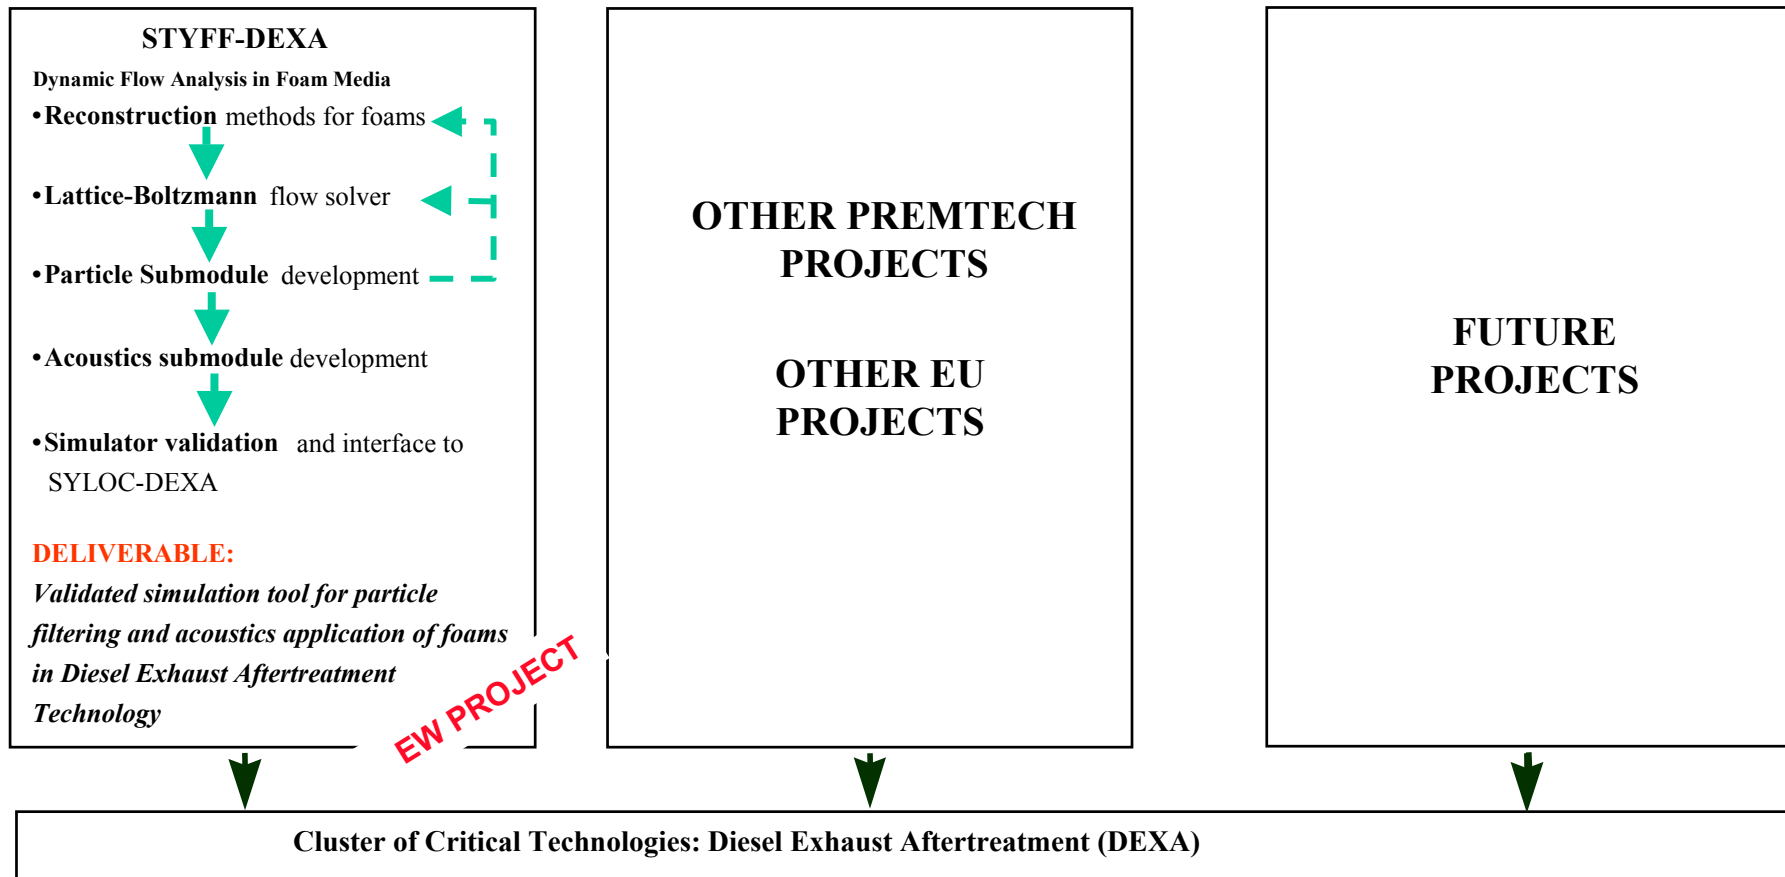 STYFF-DEXA
Dynamic Flow Analysis in Foam Media
•Reconstruction methods for foams
•Lattice-Boltzmann flow solver
•Particle Submodule development
•Acoustics submodule development
•Simulator validation and interface to
SYLOC-DEXA
DELIVERABLE:
Validated simulation tool for particle
filtering and acoustics application of foams
in Diesel Exhaust Aftertreatment
Technology
EW PROJECT
OTHER PREMTECH
PROJECTS
OTHER EU
PROJECTS
FUTURE
PROJECTS
Cluster of Critical Technologies: Diesel Exhaust Aftertreatment (DEXA)